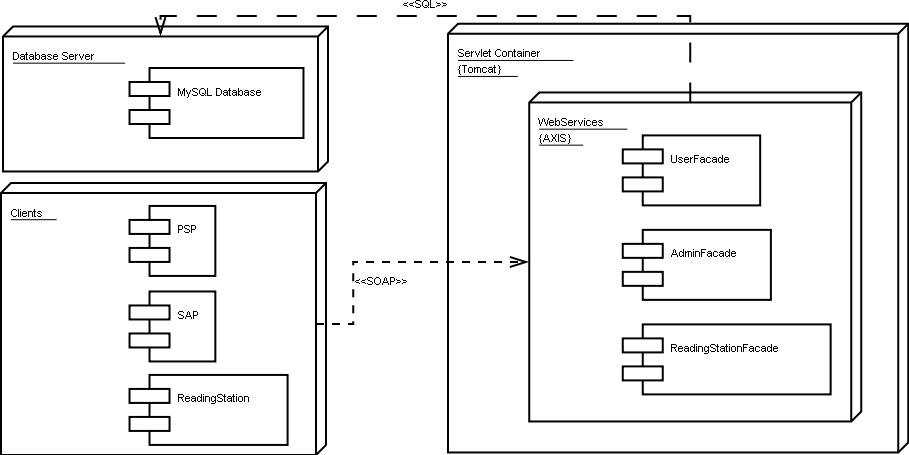 <<SQL>>
Database Server
MySQL Database
Servlet Container
{Tomcat}
WebServices
{AXIS}
UserFacade
AdminFacade
ReadingStationFacade
Clients
PSP
SAP
ReadingStation
<<SOAP>>